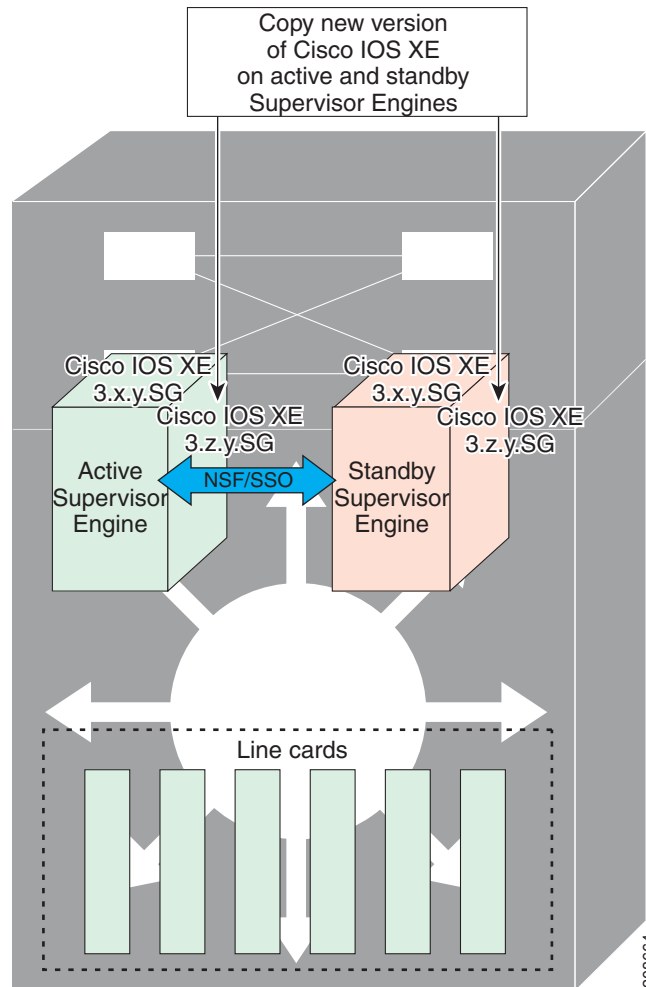 Copy new version
of Cisco IOS XE
on active and standby
Supervisor Engines
Cisco IOS XE
3.x.y.SG
Cisco IOS XE
3.z.y.SG
Cisco IOS XE
3.x.y.SG
Cisco IOS XE
3.z.y.SG
Active
Supervisor
Engine
NSF/SSO
Standby
Supervisor
Engine
Line cards